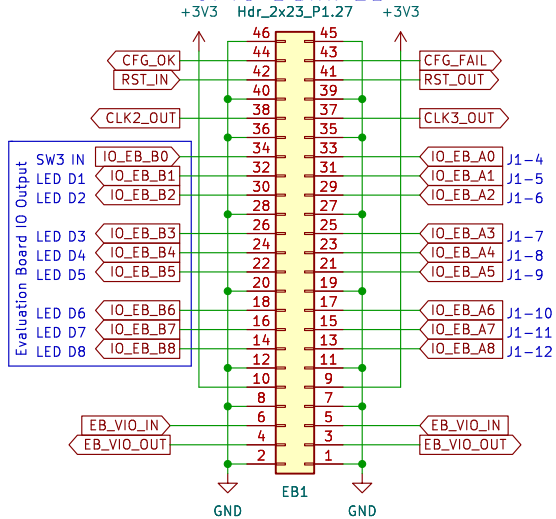 +3V3 Hdr_2x23_P1.27 +3V3
46 45
CFG_OK 44 43 CFG_FAIL
RST_IN 42 41 RST_OUT
40 39
CLK2_OUT 38 37 CLK3_OUT
36 35
SW3 IN IO_EB_B0 34 33 IO_EB_A0 J1-4
LED D1 IO_EB_B1 32 31 IO_EB_A1 J1-5
LED D2 IO_EB_B2 30 29 IO_EB_A2 J1-6
28 27
LED D3 IO_EB_B3 26 25 IO_EB_A3 J1-7
LED D4 IO_EB_B4 24 23 IO_EB_A4 J1-8
LED D5 IO_EB_B5 22 21 IO_EB_A5 J1-9
20 19
LED D6 IO_EB_B6 18 17 IO_EB_A6 J1-10
LED D7 IO_EB_B7 16 15 IO_EB_A7 J1-11
LED D8 IO_EB_B8 14 13 IO_EB_A8 J1-12
Evaluation Board IO Output
12 11
10 9
8 7
EB_VIO_IN 6 5 EB_VIO_IN
EB_VIO_OUT 4 3 EB_VIO_OUT
2 1
EB1
GND GND